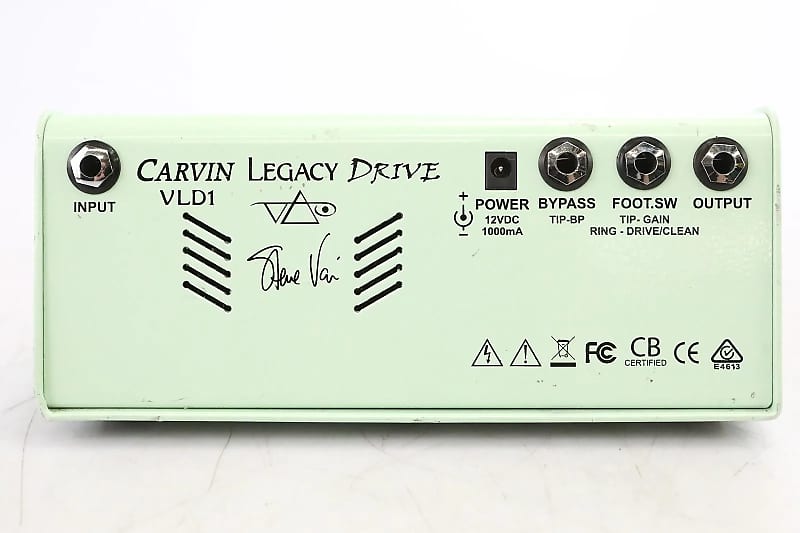 CARVIN LEGACY DRIVE
VLD1
VAI
Steve Vai
INPUT
+
-
POWER
12VDC
1000mA
BYPASS
TIP-BP
FOOT.SW
TIP- GAIN
RING - DRIVE/CLEAN
OUTPUT
FC
CB
CERTIFIED
CE
E4613